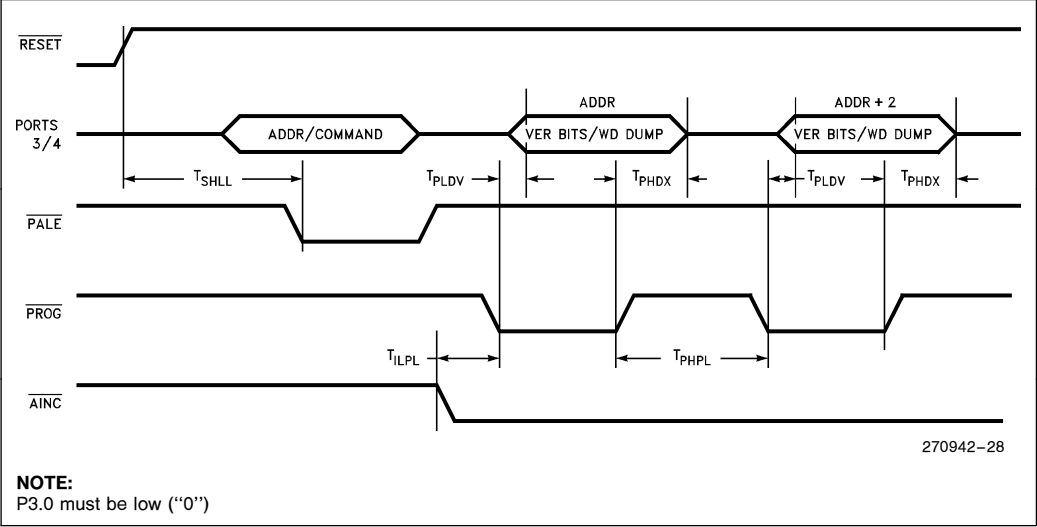 RESET
ADDR
ADDR + 2
PORTS
3/4
ADDR/COMMAND
VER BITS/WD DUMP
VER BITS/WD DUMP
TSHLL
TPLDV
TPHDX
TPLDV
TPHDX
PALE
PROG
TILPL
TPHPL
AINC
270942-28
NOTE:
P3.0 must be low (‘‘0’’)